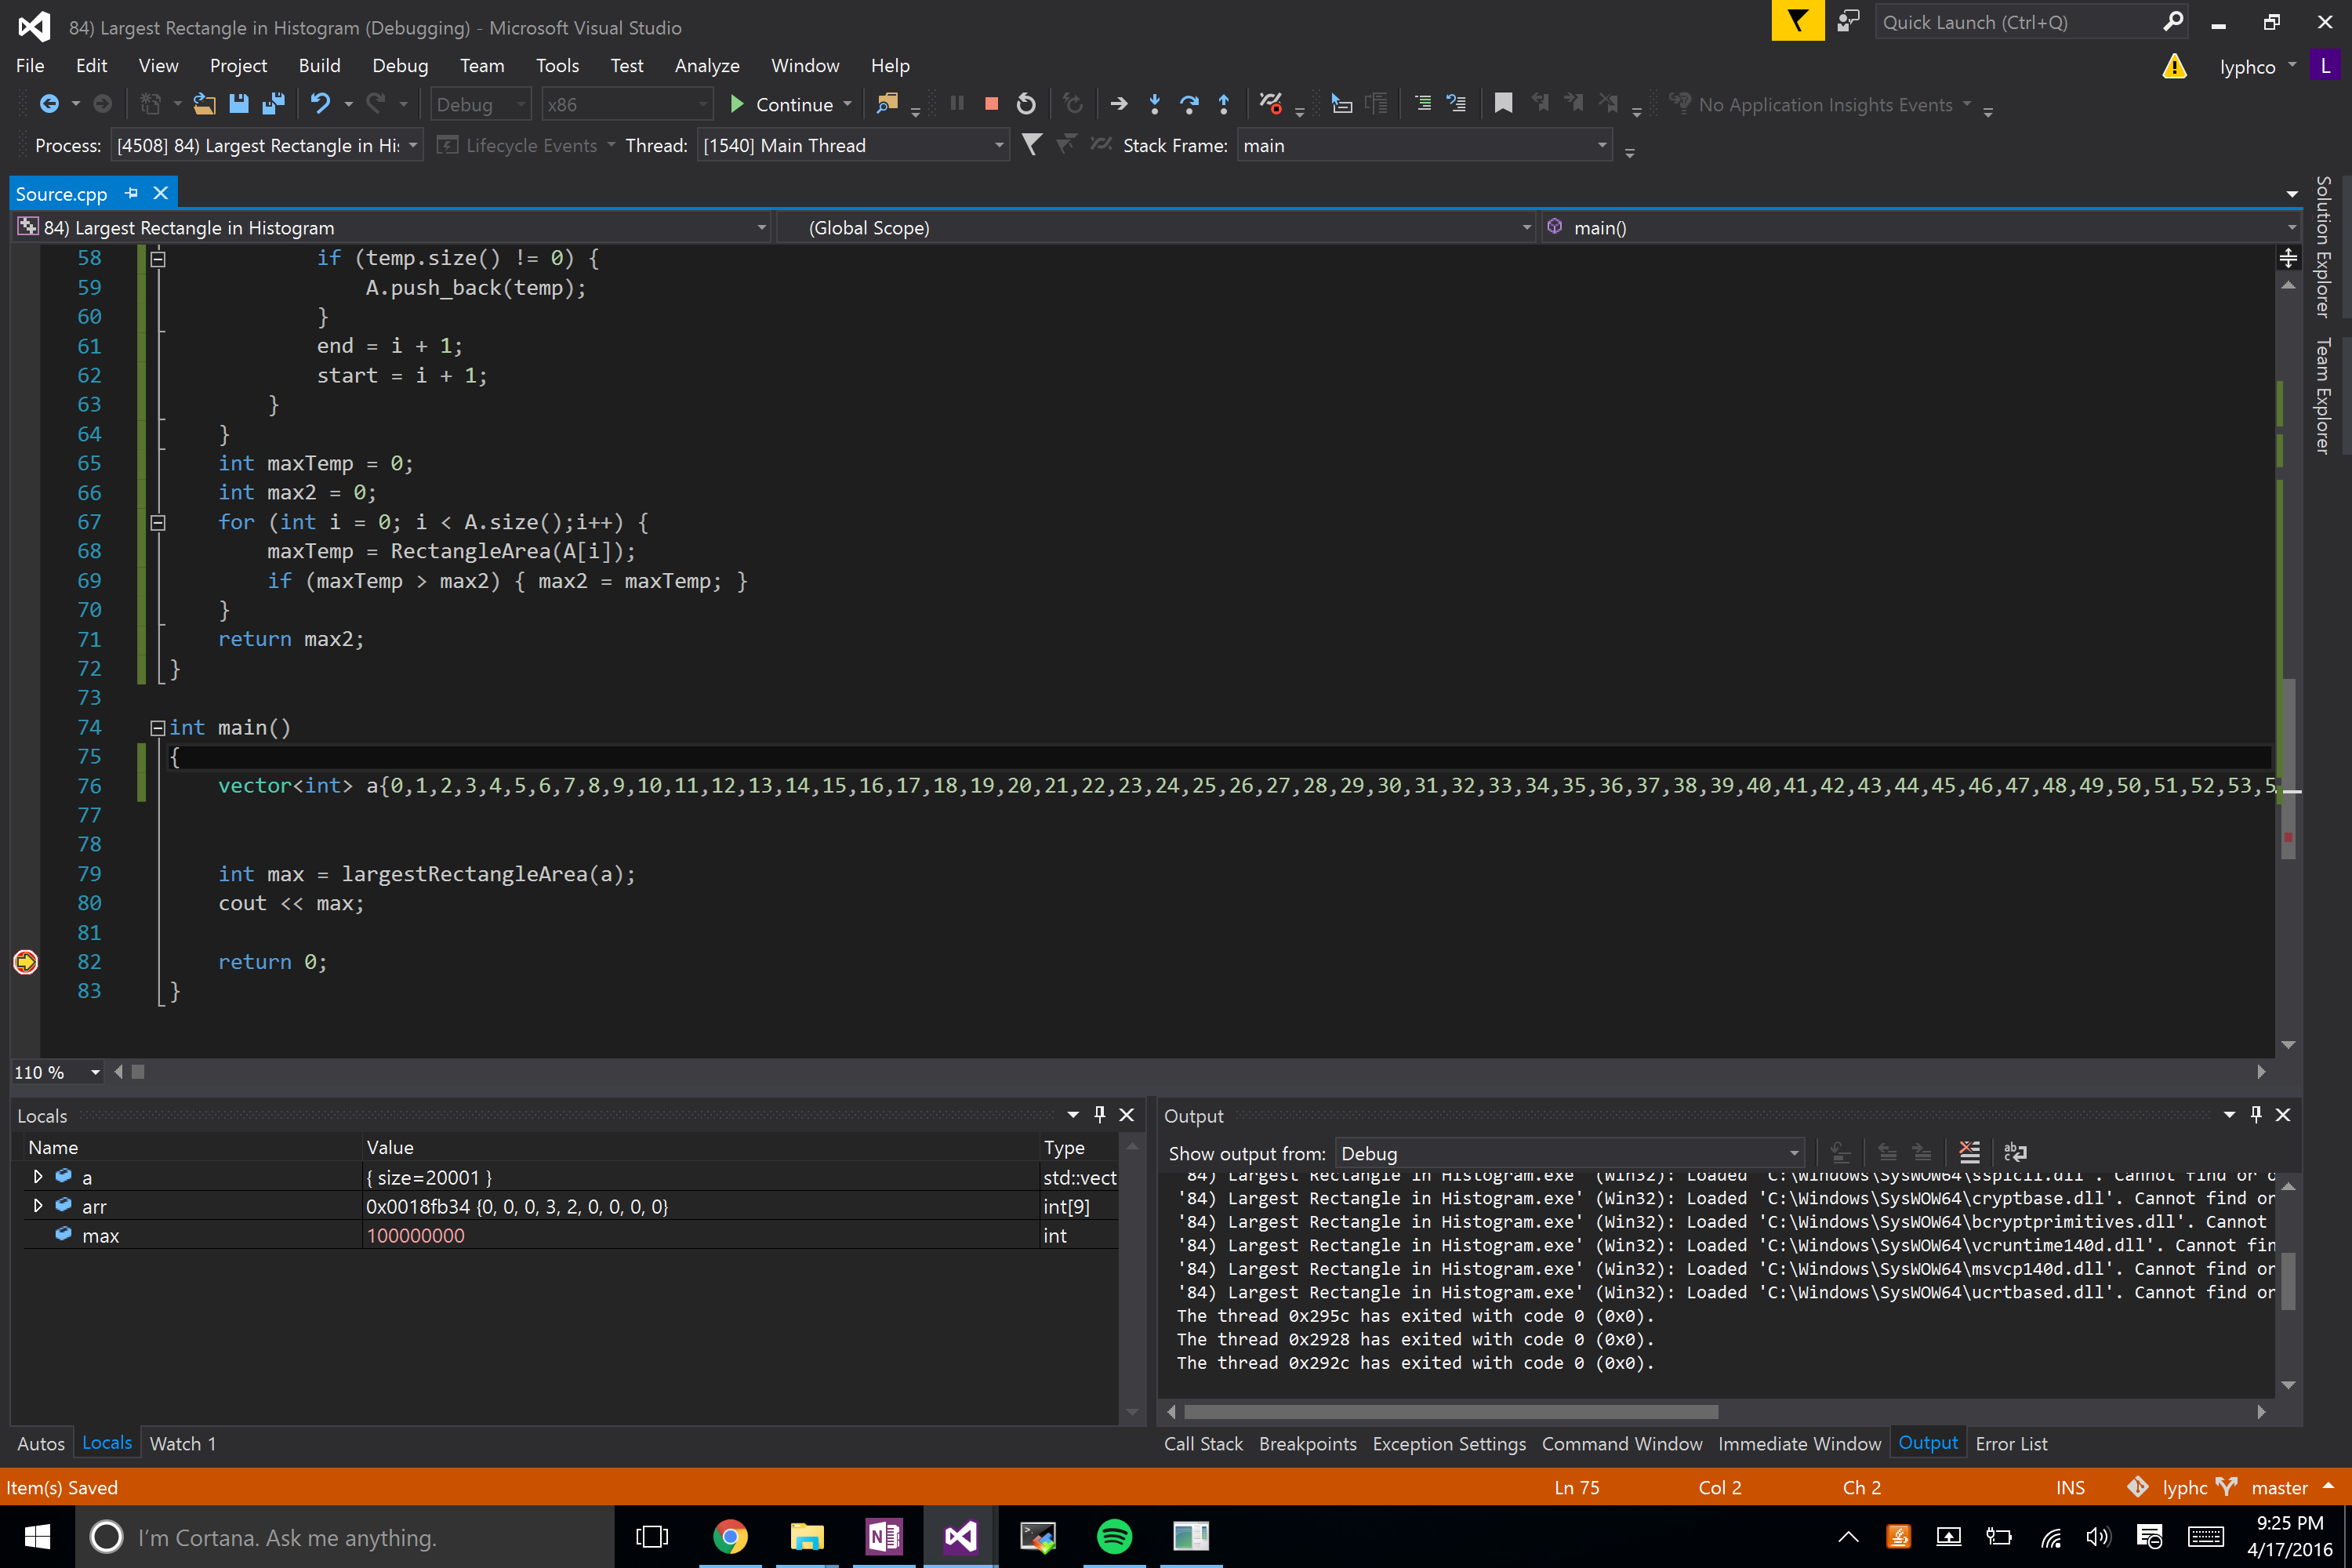 84) Largest Rectangle in Histogram (Debugging) - Microsoft Visual Studio
Quick Launch (Ctrl+Q)
File Edit View Project Build Debug Team Tools Test Analyze Window Help
lyphco L
Debug x86 Continue No Application Insights Events
Process: [4508] 84) Largest Rectangle in His Lifecycle Events Thread: [1540] Main Thread Stack Frame: main
Source.cpp
84) Largest Rectangle in Histogram (Global Scope) main()
Solution Explorer
Team Explorer
58 if (temp.size() != 0) {
59 A.push_back(temp);
60 }
61 end = i + 1;
62 start = i + 1;
63 }
64 }
65 int maxTemp = 0;
66 int max2 = 0;
67 for (int i = 0; i < A.size();i++) {
68 maxTemp = RectangleArea(A[i]);
69 if (maxTemp > max2) { max2 = maxTemp; }
70 }
71 return max2;
72 }
73
74 int main()
75 {
76 vector<int> a{0,1,2,3,4,5,6,7,8,9,10,11,12,13,14,15,16,17,18,19,20,21,22,23,24,25,26,27,28,29,30,31,32,33,34,35,36,37,38,39,40,41,42,43,44,45,46,47,48,49,50,51,52,53,5
77
78
79 int max = largestRectangleArea(a);
80 cout << max;
81
82 return 0;
83 }
110 %
Locals
Name Value Type
a { size=20001 } std::vect
arr 0x0018fb34 {0, 0, 0, 3, 2, 0, 0, 0, 0} int[9]
max 100000000 int
Autos Locals Watch 1
Output
Show output from: Debug
'84) Largest Rectangle in Histogram.exe' (Win32): Loaded 'C:\Windows\SysWOW64\sspicli.dll'. Cannot find or o
'84) Largest Rectangle in Histogram.exe' (Win32): Loaded 'C:\Windows\SysWOW64\cryptbase.dll'. Cannot find or
'84) Largest Rectangle in Histogram.exe' (Win32): Loaded 'C:\Windows\SysWOW64\bcryptprimitives.dll'. Cannot
'84) Largest Rectangle in Histogram.exe' (Win32): Loaded 'C:\Windows\SysWOW64\vcruntime140d.dll'. Cannot fin
'84) Largest Rectangle in Histogram.exe' (Win32): Loaded 'C:\Windows\SysWOW64\msvcp140d.dll'. Cannot find or
'84) Largest Rectangle in Histogram.exe' (Win32): Loaded 'C:\Windows\SysWOW64\ucrtbased.dll'. Cannot find or
The thread 0x295c has exited with code 0 (0x0).
The thread 0x2928 has exited with code 0 (0x0).
The thread 0x292c has exited with code 0 (0x0).
Call Stack Breakpoints Exception Settings Command Window Immediate Window Output Error List
Item(s) Saved Ln 75 Col 2 Ch 2 INS lyphc master
I'm Cortana. Ask me anything.
9:25 PM
4/17/2016